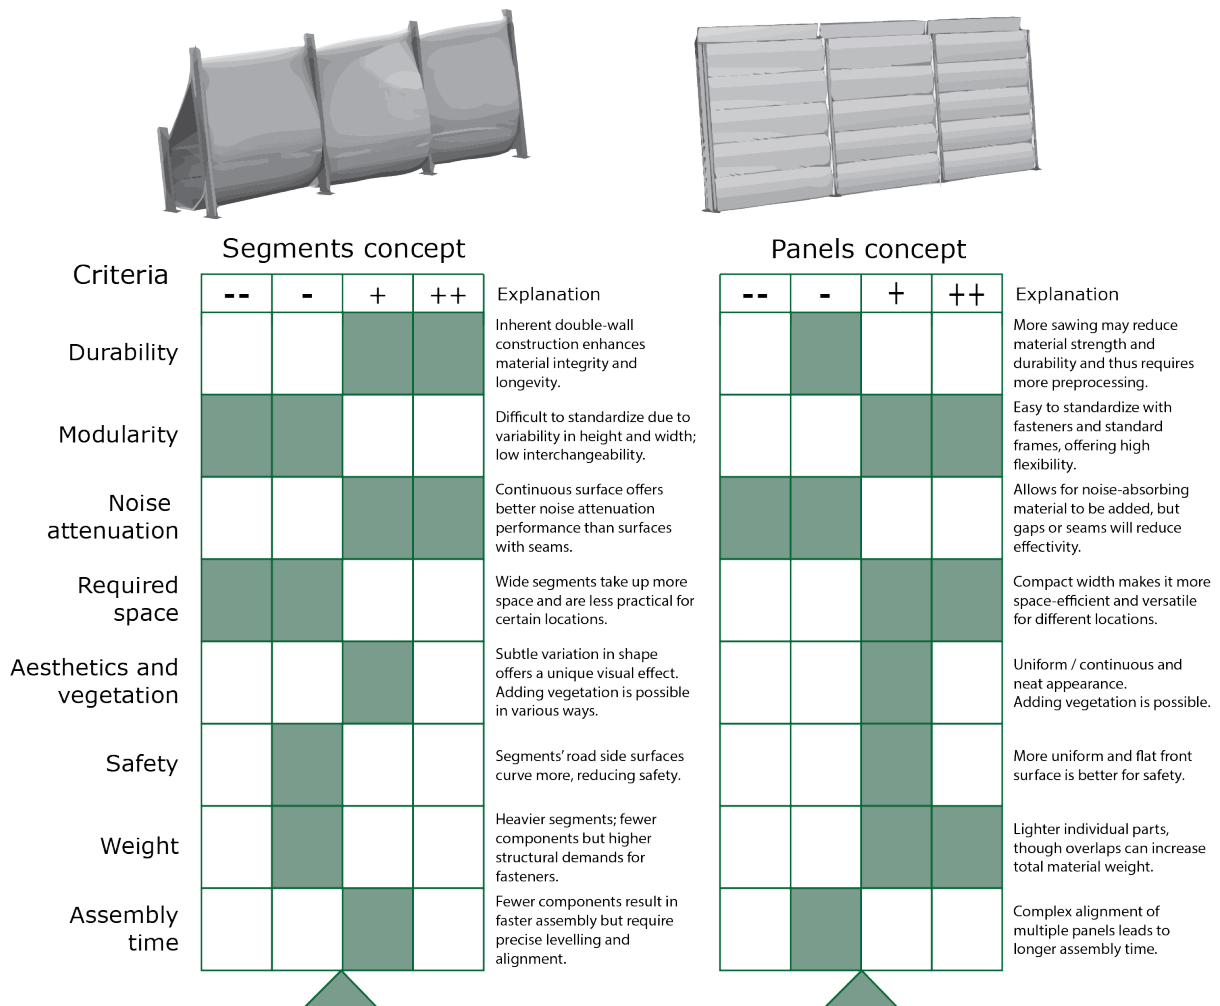 Segments concept
Panels concept
Criteria
-- - + ++ Explanation
-- - + ++ Explanation
Durability
Inherent double-wall
construction enhances
material integrity and
longevity.
More sawing may reduce
material strength and
durability and thus requires
more preprocessing.
Modularity
Difficult to standardize due to
variability in height and width;
low interchangeability.
Easy to standardize with
fasteners and standard
frames, offering high
flexibility.
Noise
attenuation
Continuous surface offers
better noise attenuation
performance than surfaces
with seams.
Allows for noise-absorbing
material to be added, but
gaps or seams will reduce
effectivity.
Required
space
Wide segments take up more
space and are less practical for
certain locations.
Compact width makes it more
space-efficient and versatile
for different locations.
Aesthetics and
vegetation
Subtle variation in shape
offers a unique visual effect.
Adding vegetation is possible
in various ways.
Uniform / continuous and
neat appearance.
Adding vegetation is possible.
Safety
Segments' road side surfaces
curve more, reducing safety.
More uniform and flat front
surface is better for safety.
Weight
Heavier segments; fewer
components but higher
structural demands for
fasteners.
Lighter individual parts,
though overlaps can increase
total material weight.
Assembly
time
Fewer components result in
faster assembly but require
precise levelling and
alignment.
Complex alignment of
multiple panels leads to
longer assembly time.